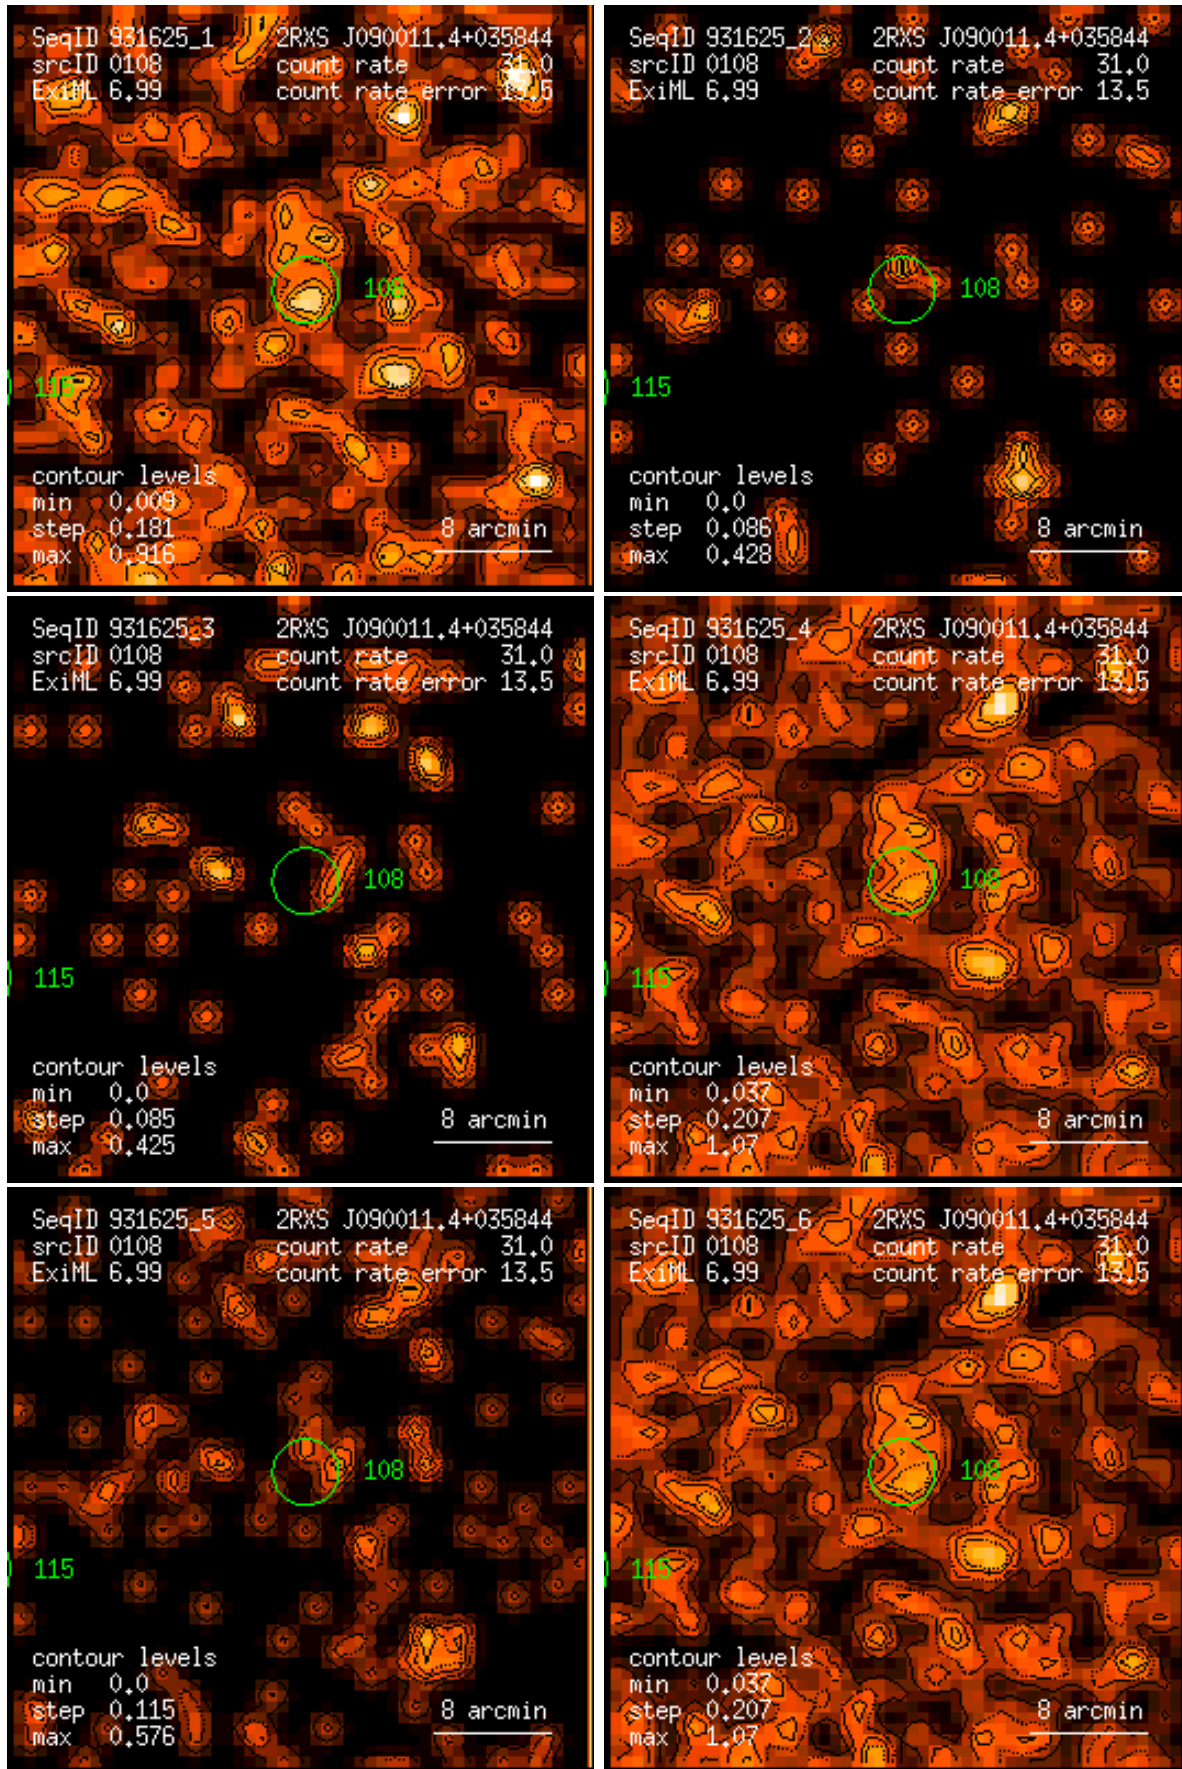 SeqID 931625_1 2RXS J090011.4+035844
srcID 0108 count rate 31.0
ExiML 6.99 count rate error 13.5
108
115
contour levels
min 0.009
step 0.181
max 0.916
8 arcmin
SeqID 931625_2 2RXS J090011.4+035844
srcID 0108 count rate 31.0
ExiML 6.99 count rate error 13.5
108
115
contour levels
min 0.0
step 0.086
max 0.428
8 arcmin
SeqID 931625_3 2RXS J090011.4+035844
srcID 0108 count rate 31.0
ExiML 6.99 count rate error 13.5
108
115
contour levels
min 0.0
step 0.085
max 0.425
8 arcmin
SeqID 931625_4 2RXS J090011.4+035844
srcID 0108 count rate 31.0
ExiML 6.99 count rate error 13.5
108
115
contour levels
min 0.037
step 0.207
max 1.07
8 arcmin
SeqID 931625_5 2RXS J090011.4+035844
srcID 0108 count rate 31.0
ExiML 6.99 count rate error 13.5
108
115
contour levels
min 0.0
step 0.115
max 0.576
8 arcmin
SeqID 931625_6 2RXS J090011.4+035844
srcID 0108 count rate 31.0
ExiML 6.99 count rate error 13.5
108
115
contour levels
min 0.037
step 0.207
max 1.07
8 arcmin